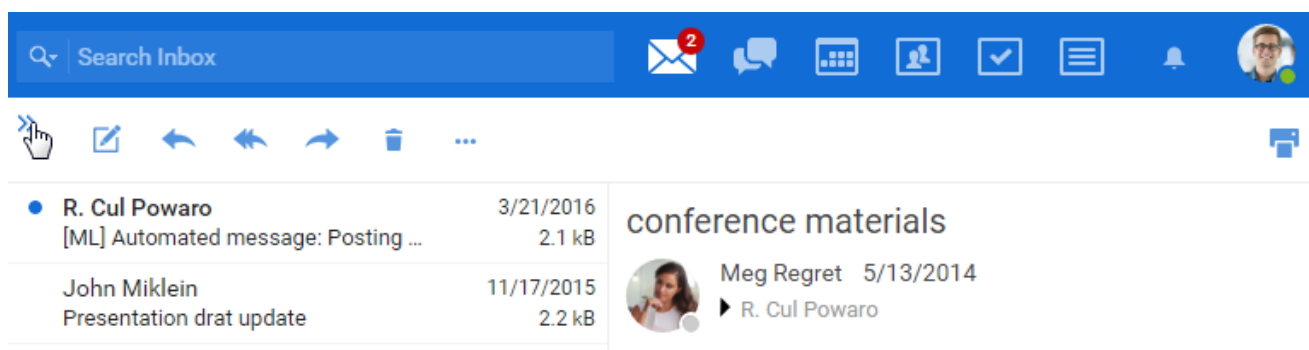 Search Inbox
2
R. Cul Powaro 3/21/2016
[ML] Automated message: Posting ... 2.1 kB
John Miklein 11/17/2015
Presentation drat update 2.2 kB
conference materials
Meg Regret 5/13/2014
R. Cul Powaro